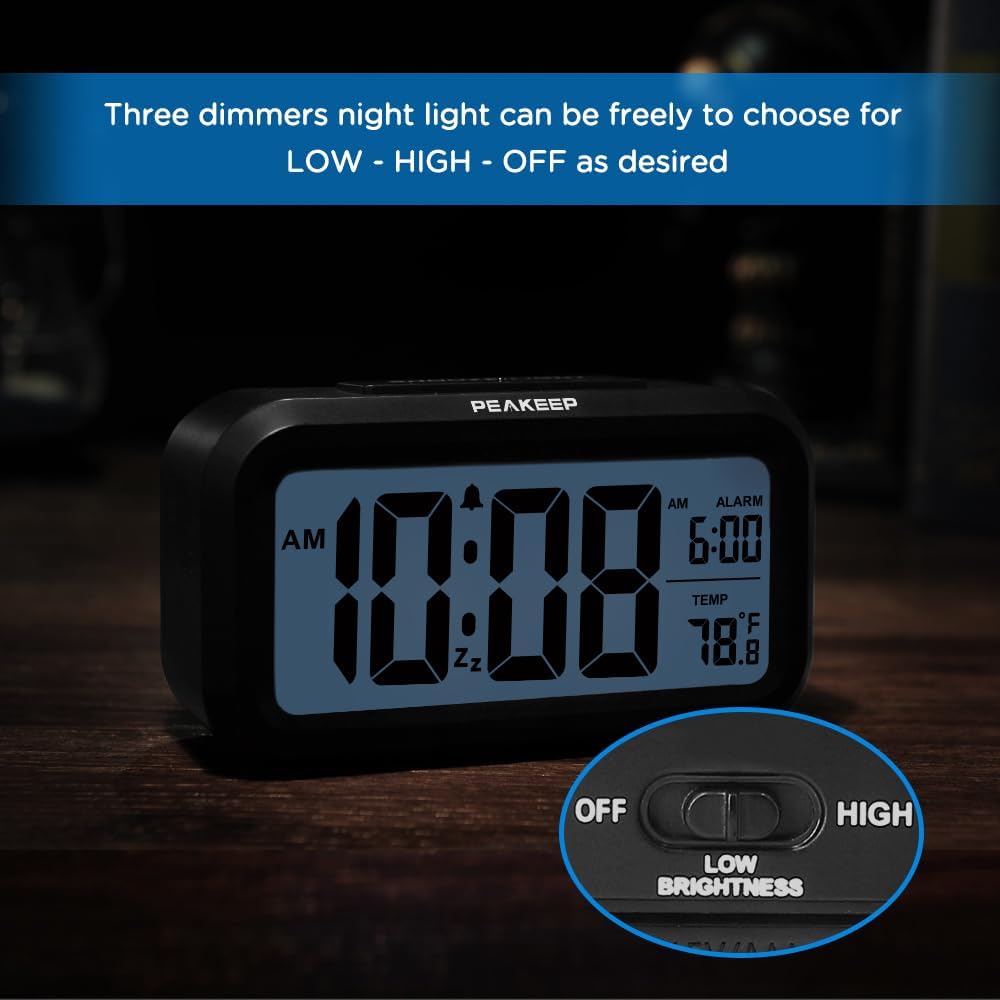 Three dimmers night light can be freely to choose for
LOW - HIGH - OFF as desired
PEAKEEP
AM 10:08
Zz
AM ALARM
6:00
TEMP
78.8°F
OFF
HIGH
LOW
BRIGHTNESS